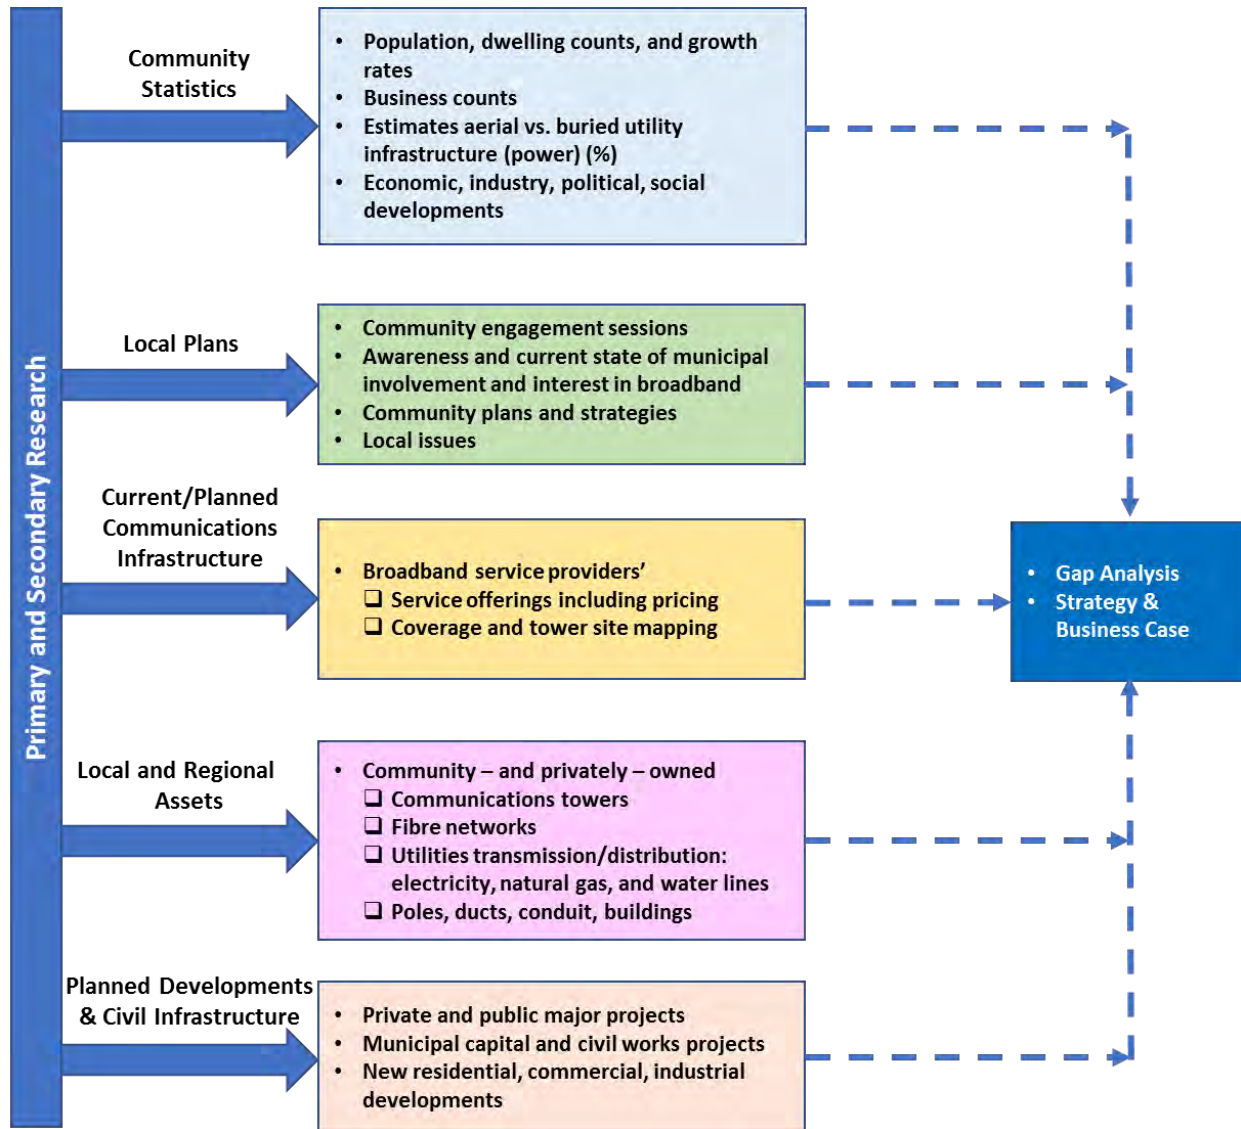 Primary and Secondary Research
Community
Statistics
• Population, dwelling counts, and growth
rates
• Business counts
• Estimates aerial vs. buried utility
infrastructure (power) (%)
• Economic, industry, political, social
developments
Local Plans
• Community engagement sessions
• Awareness and current state of municipal
involvement and interest in broadband
• Community plans and strategies
• Local issues
Current/Planned
Communications
Infrastructure
• Broadband service providers'
❑ Service offerings including pricing
❑ Coverage and tower site mapping
• Gap Analysis
• Strategy &
Business Case
Local and Regional
Assets
• Community – and privately – owned
❑ Communications towers
❑ Fibre networks
❑ Utilities transmission/distribution:
electricity, natural gas, and water lines
❑ Poles, ducts, conduit, buildings
Planned Developments
& Civil Infrastructure
• Private and public major projects
• Municipal capital and civil works projects
• New residential, commercial, industrial
developments